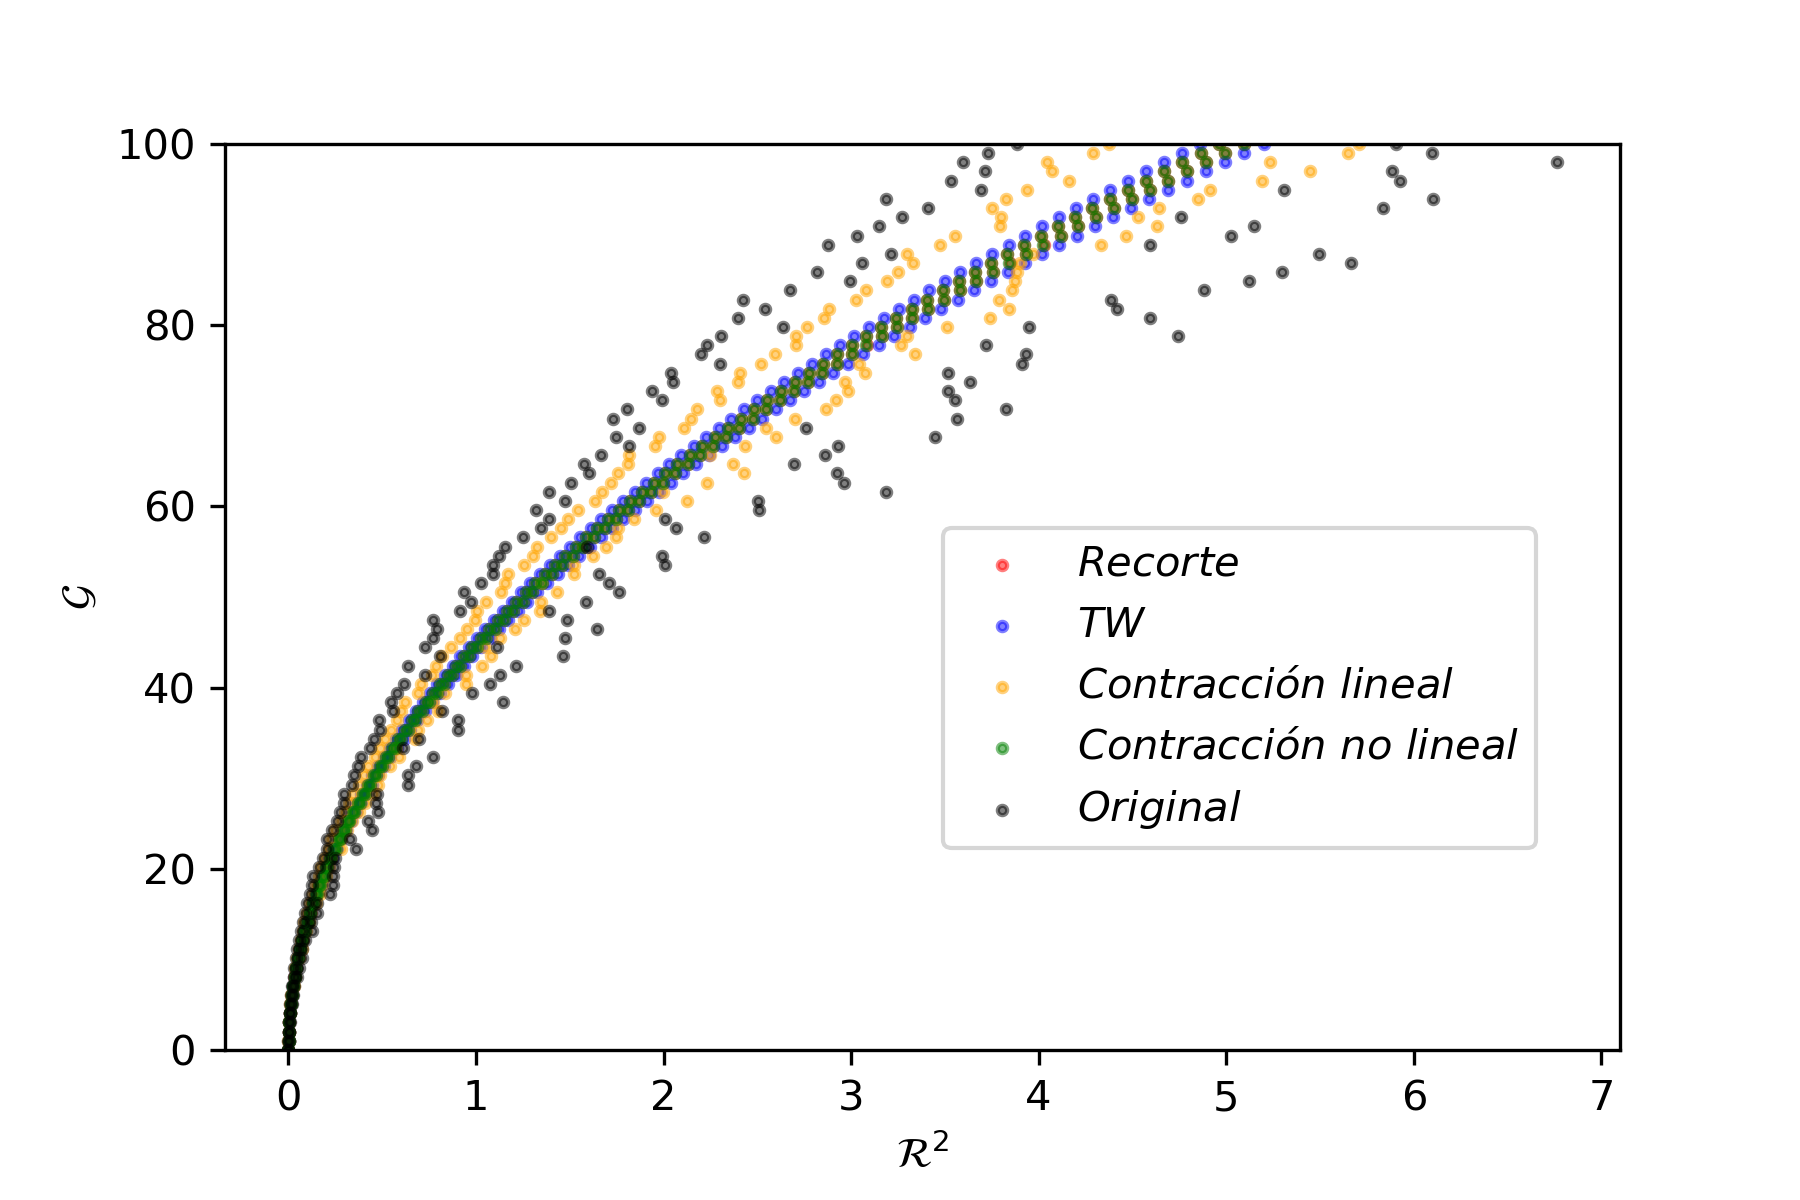 100
80
60
40
20
0
𝒢
Recorte
TW
Contracción lineal
Contracción no lineal
Original
0 1 2 3 4 5 6 7
ℛ²